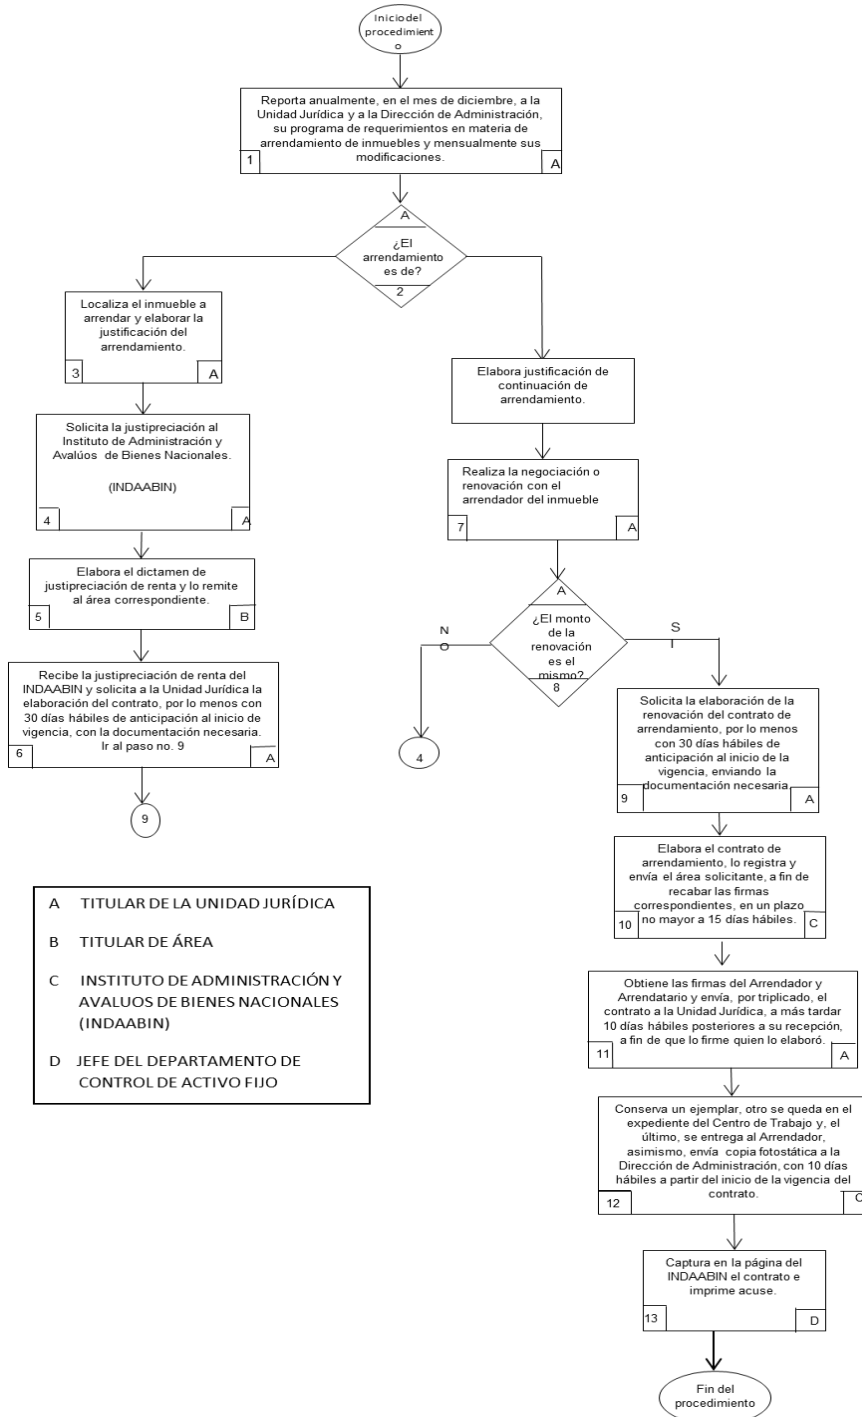 Inicio del
procedimient
o
Reporta anualmente, en el mes de diciembre, a la
Unidad Jurídica y a la Dirección de Administración,
su programa de requerimientos en materia de
arrendamiento de inmuebles y mensualmente sus
modificaciones.
1
A
A
¿El
arrendamiento
es de?
2
Localiza el inmueble a
arrendar y elaborar la
justificación del
arrendamiento.
3
A
Solicita la justipreciación al
Instituto de Administración y
Avalúos de Bienes Nacionales.
(INDAABIN)
4
A
Elabora el dictamen de
justipreciación de renta y lo remite
al área correspondiente.
5
B
Recibe la justipreciación de renta del
INDAABIN y solicita a la Unidad Jurídica la
elaboración del contrato, por lo menos con
30 días hábiles de anticipación al inicio de
vigencia, con la documentación necesaria.
Ir al paso no. 9
6
A
9
Elabora justificación de
continuación de
arrendamiento.
Realiza la negociación o
renovación con el
arrendador del inmueble
7
A
A
¿El monto
de la
renovación
es el
mismo?
8
N
O
S
I
4
Solicita la elaboración de la
renovación del contrato de
arrendamiento, por lo menos
con 30 días hábiles de
anticipación al inicio de la
vigencia, enviando la
documentación necesaria.
9
A
Elabora el contrato de
arrendamiento, lo registra y
envía el área solicitante, a fin de
recabar las firmas
correspondientes, en un plazo
no mayor a 15 días hábiles.
10
C
Obtiene las firmas del Arrendador y
Arrendatario y envía, por triplicado, el
contrato a la Unidad Jurídica, a más tardar
10 días hábiles posteriores a su recepción,
a fin de que lo firme quien lo elaboró.
11
A
Conserva un ejemplar, otro se queda en el
expediente del Centro de Trabajo y, el
último, se entrega al Arrendador,
asimismo, envía copia fotostática a la
Dirección de Administración, con 10 días
hábiles a partir del inicio de la vigencia del
contrato.
12
C
Captura en la página del
INDAABIN el contrato e
imprime acuse.
13
D
Fin del
procedimiento
A TITULAR DE LA UNIDAD JURÍDICA
B TITULAR DE ÁREA
C INSTITUTO DE ADMINISTRACIÓN Y
AVALUOS DE BIENES NACIONALES
(INDAABIN)
D JEFE DEL DEPARTAMENTO DE
CONTROL DE ACTIVO FIJO